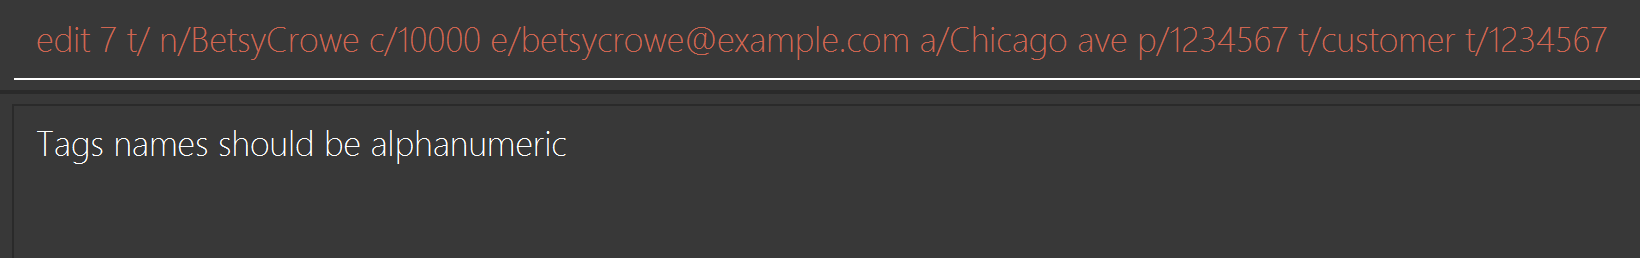 edit 7 t/ n/BetsyCrowe c/10000 e/betsycrowe@example.com a/Chicago ave p/1234567 t/customer t/1234567
Tags names should be alphanumeric